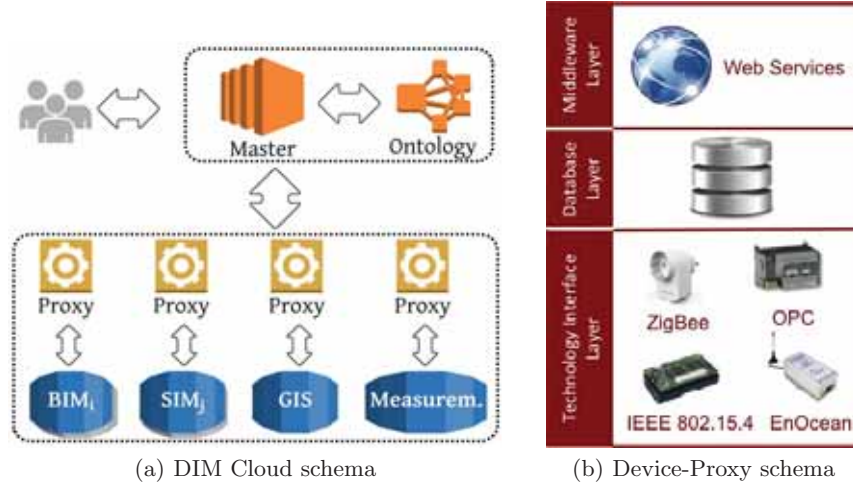 Master
Ontology
Proxy Proxy Proxy Proxy
BIMi SIMj GIS Measurem.
(a) DIM Cloud schema
Middleware
Layer
Web Services
Database
Layer
Technology Interface
Layer
ZigBee OPC
IEEE 802.15.4 EnOcean
(b) Device-Proxy schema